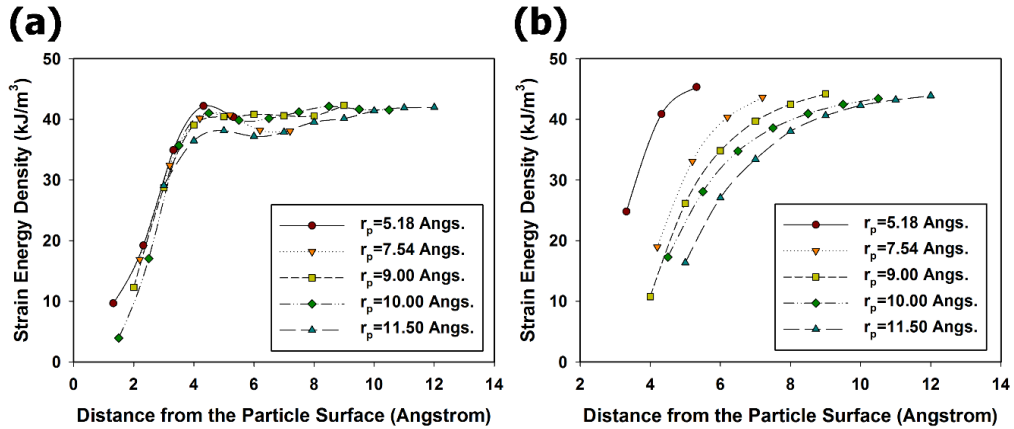 (a)
(b)
Strain Energy Density (kJ/m³)
50
40
30
20
10
0
rₚ=5.18 Angs.
rₚ=7.54 Angs.
rₚ=9.00 Angs.
rₚ=10.00 Angs.
rₚ=11.50 Angs.
0 2 4 6 8 10 12 14
Distance from the Particle Surface (Angstrom)
Strain Energy Density (kJ/m³)
50
40
30
20
10
0
rₚ=5.18 Angs.
rₚ=7.54 Angs.
rₚ=9.00 Angs.
rₚ=10.00 Angs.
rₚ=11.50 Angs.
2 4 6 8 10 12 14
Distance from the Particle Surface (Angstrom)